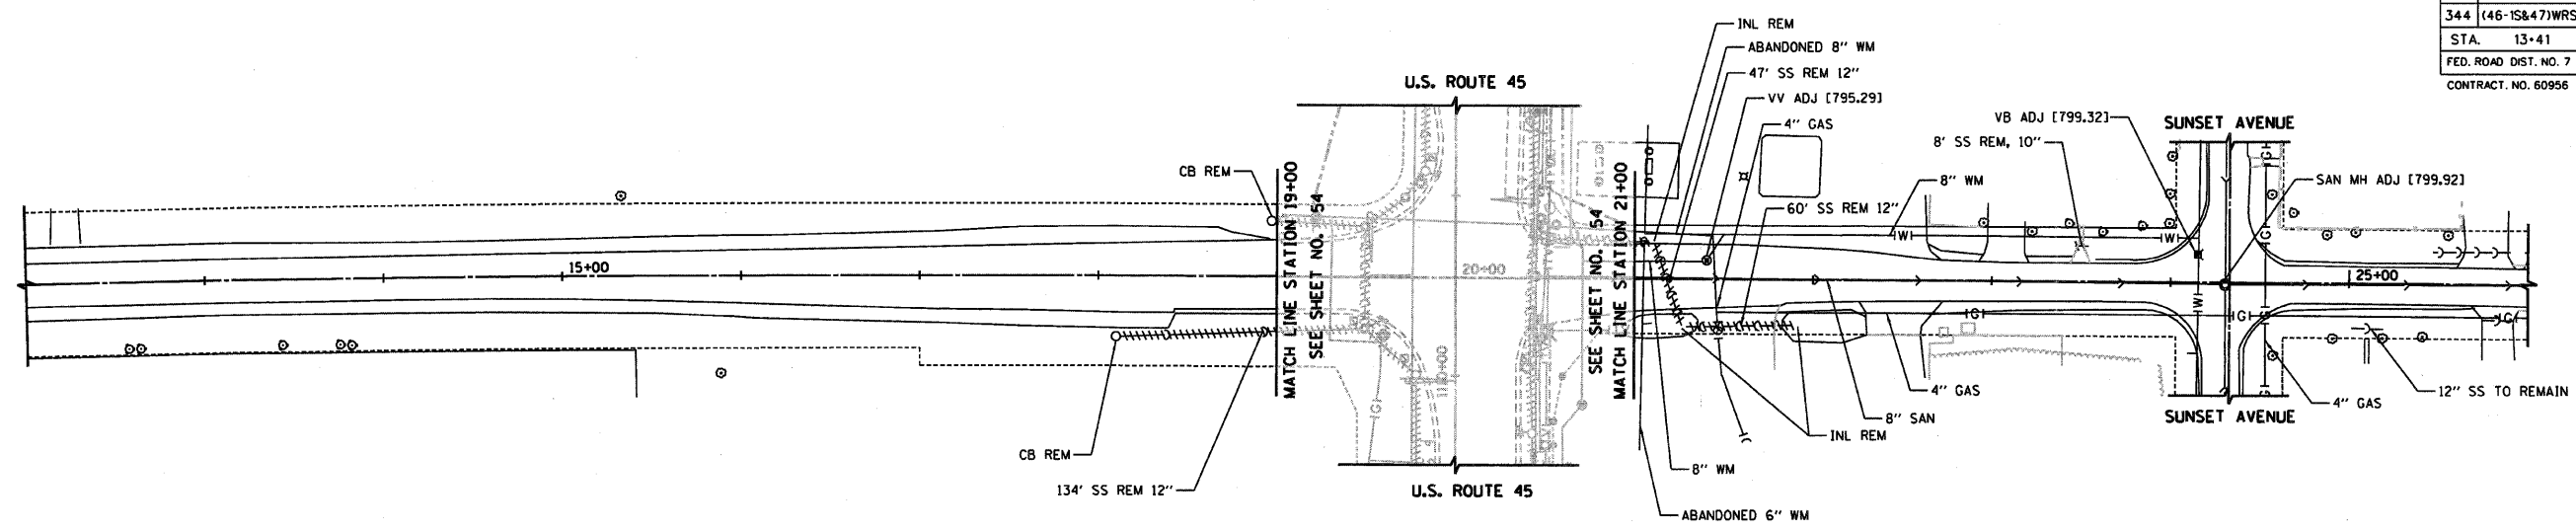 344 (46-1S&47)WRS
STA. 13+41
FED. ROAD DIST. NO. 7
CONTRACT. NO. 60956
INL REM
ABANDONED 8" WM
47' SS REM 12"
VV ADJ [795.29]
4" GAS
U.S. ROUTE 45
VB ADJ [799.32]
8' SS REM, 10"
SUNSET AVENUE
CB REM
8" WM
SAN MH ADJ [799.92]
60' SS REM 12"
MATCH LINE STATION 19+00
SEE SHEET NO. 54
SEE SHEET NO. 54
MATCH LINE STATION 21+00
15+00
20+00
25+00
W
W
W
G
G
G
G
G
G
G
4" GAS
8" SAN
INL REM
4" GAS
12" SS TO REMAIN
SUNSET AVENUE
CB REM
134' SS REM 12"
8" WM
U.S. ROUTE 45
ABANDONED 6" WM